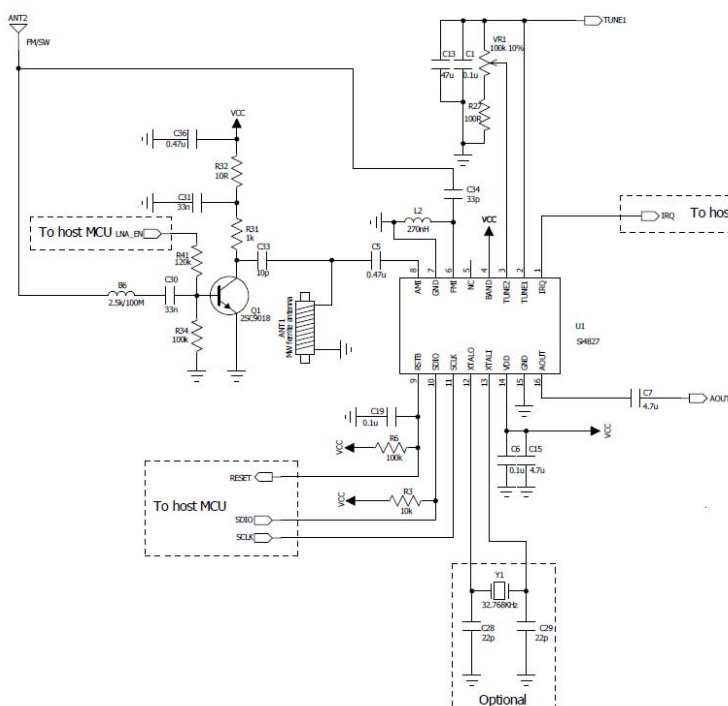 ANT2
FM/SW
TUNE1
C13
47u
C1
0.1u
VR1
100k 10%
R27
100R
VCC
C36
0.47u
R32
10R
C31
33n
R31
1k
C34
33p
L2
270nH
VCC
IRQ
To hos
To host MCU LNA_EN
R41
120k
C33
10p
C5
0.47u
B6
2.5k/100M
C30
33n
Q1
2SC9018
R34
100k
ANT1
MW ferrite antenna
8 7 6 5 4 3 2 1
AMI GND FMI NC BAND TUNE2 TUNE1 IRQ
U1
Si4827
RSTB SDIO SCLK XTALO XTALI VDD GND AOUT
9 10 11 12 13 14 15 16
C7
4.7u
AOUT
C19
0.1u
VCC
R6
100k
C6
0.1u
C15
4.7u
VCC
RESET
VCC
R3
10k
To host MCU
SDIO
SCLK
Y1
32.768KHz
C28
22p
C29
22p
Optional